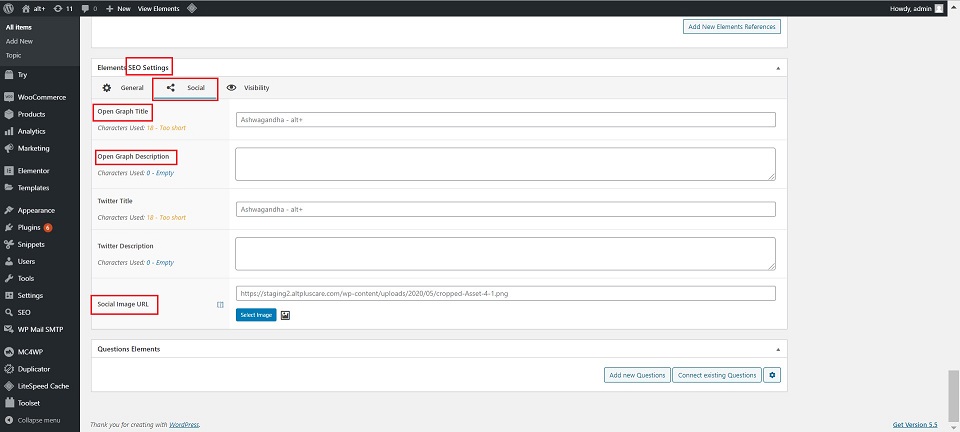 alt+ 11 0 New View Elements Howdy, admin
All items
Add New
Topic
Try
WooCommerce
Products
Analytics
Marketing
Elementor
Templates
Appearance
Plugins 6
Snippets
Users
Tools
Settings
SEO
WP Mail SMTP
MC4WP
Duplicator
LiteSpeed Cache
Toolset
Collapse menu
Add New Elements References
Elements SEO Settings
General Social Visibility
Open Graph Title
Characters Used: 18 - Too short
Ashwagandha - alt+
Open Graph Description
Characters Used: 0 - Empty
Twitter Title
Characters Used: 18 - Too short
Ashwagandha - alt+
Twitter Description
Characters Used: 0 - Empty
Social Image URL [?]
https://staging2.altpluscare.com/wp-content/uploads/2020/05/cropped-Asset-4-1.png
Select Image
Questions Elements
Add new Questions Connect existing Questions
Thank you for creating with WordPress. Get Version 5.5